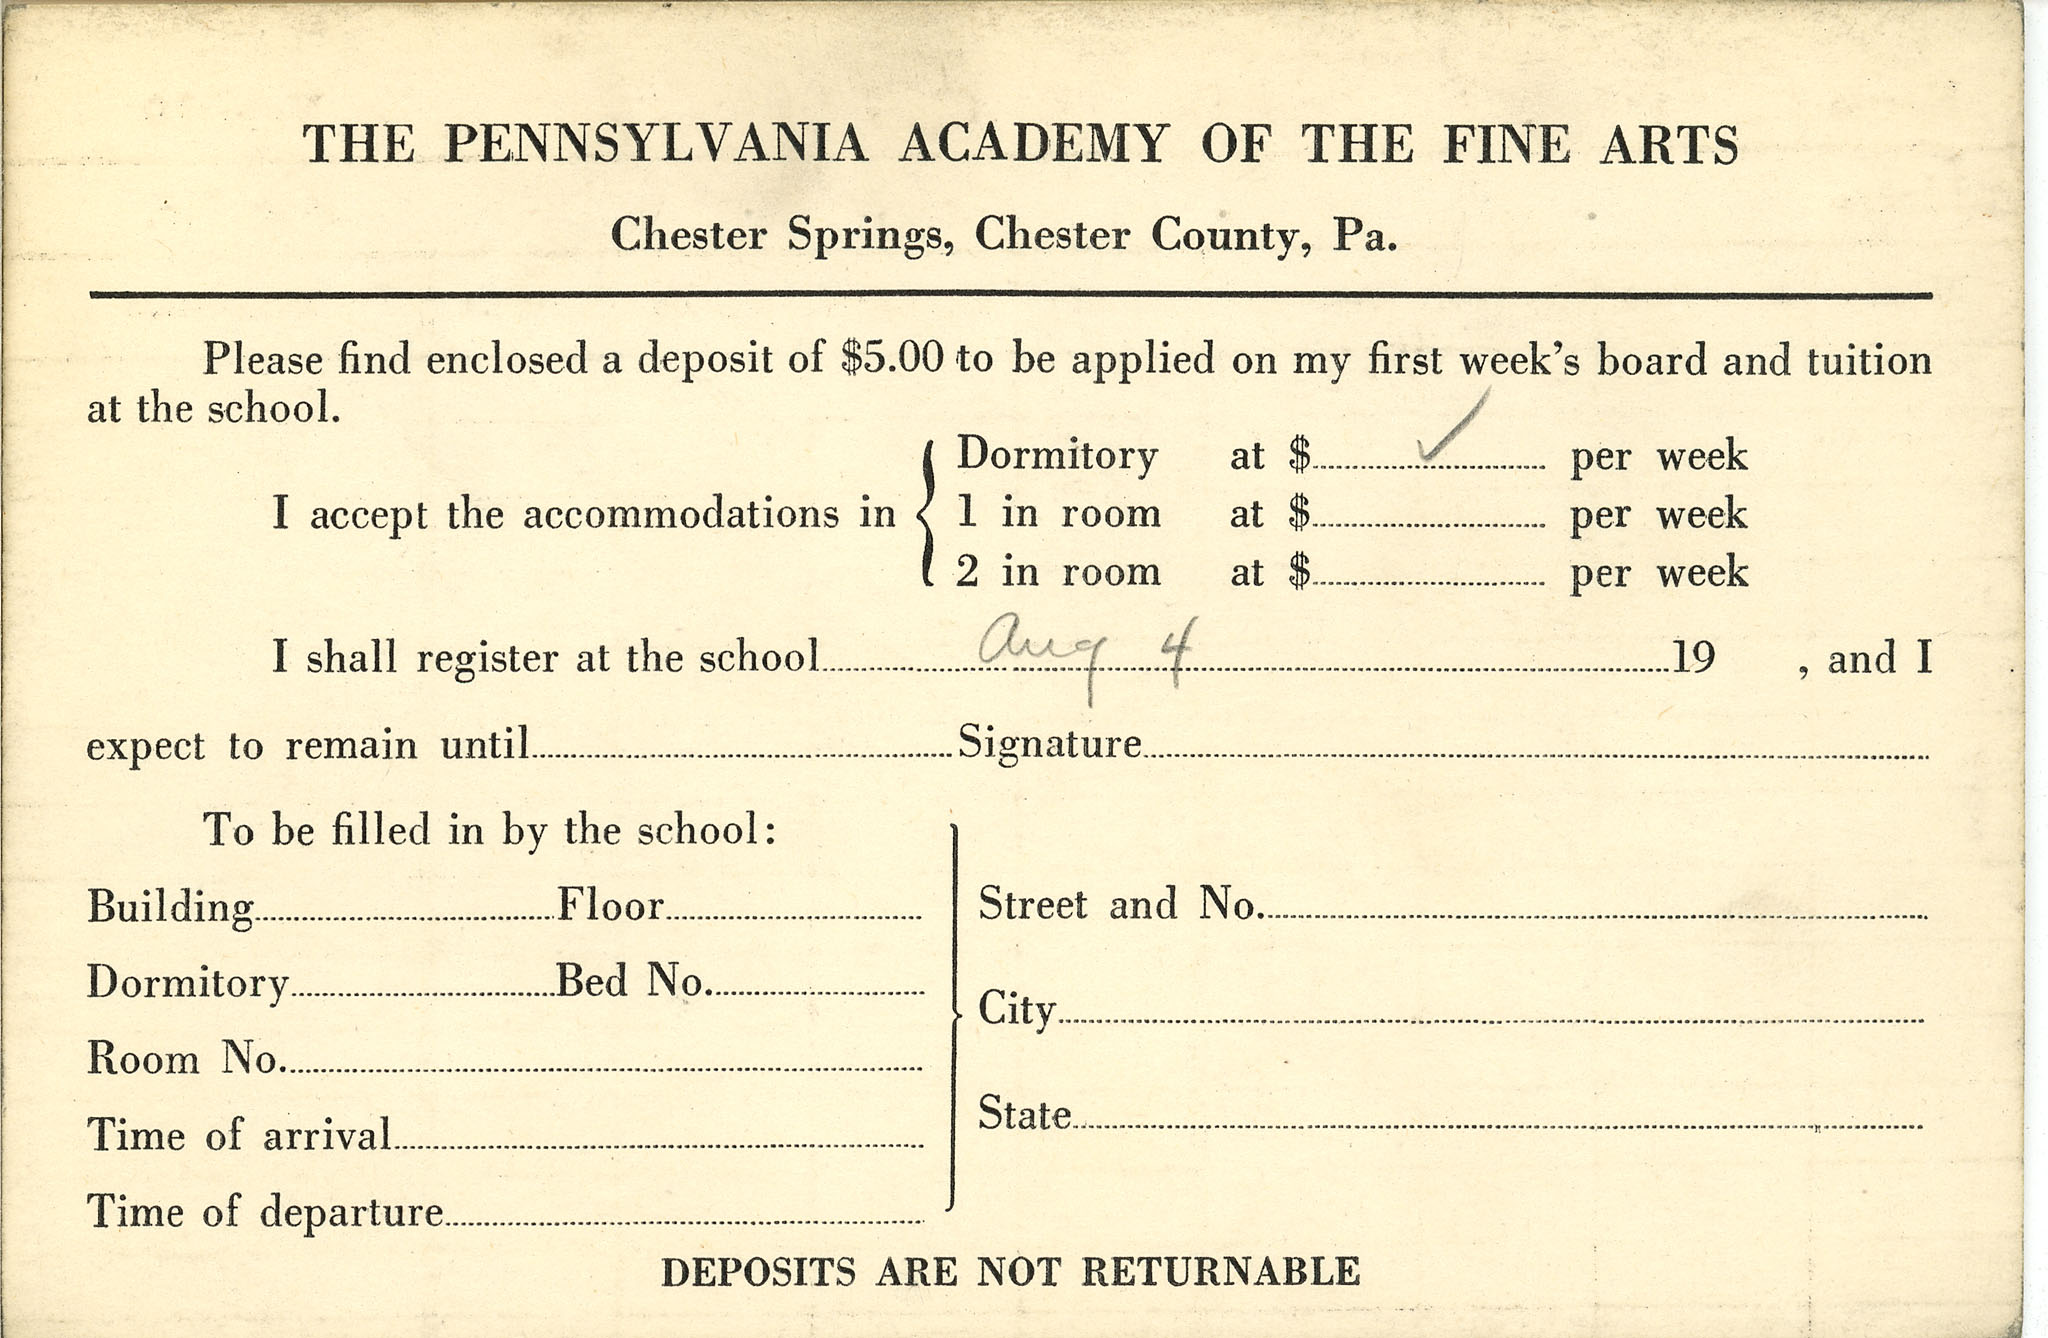 THE PENNSYLVANIA ACADEMY OF THE FINE ARTS
Chester Springs, Chester County, Pa.
Please find enclosed a deposit of $5.00 to be applied on my first week's board and tuition
at the school.
I accept the accommodations in
Dormitory at $ ✓ per week
1 in room at $ per week
2 in room at $ per week
I shall register at the school Aug 4 19 , and I
expect to remain until Signature
To be filled in by the school:
Building Floor
Dormitory Bed No.
Room No.
Time of arrival
Time of departure
Street and No.
City
State
DEPOSITS ARE NOT RETURNABLE